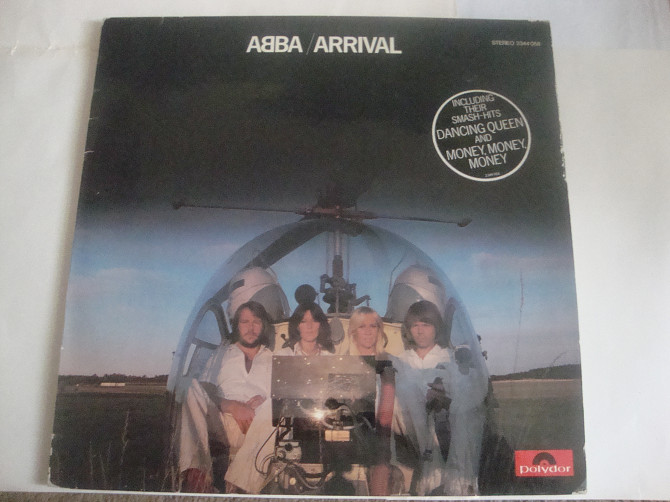 ABBA/ARRIVAL
STEREO 2344 058
INCLUDING
THEIR
SMASH-HITS
DANCING QUEEN
AND
MONEY, MONEY,
MONEY
polydor